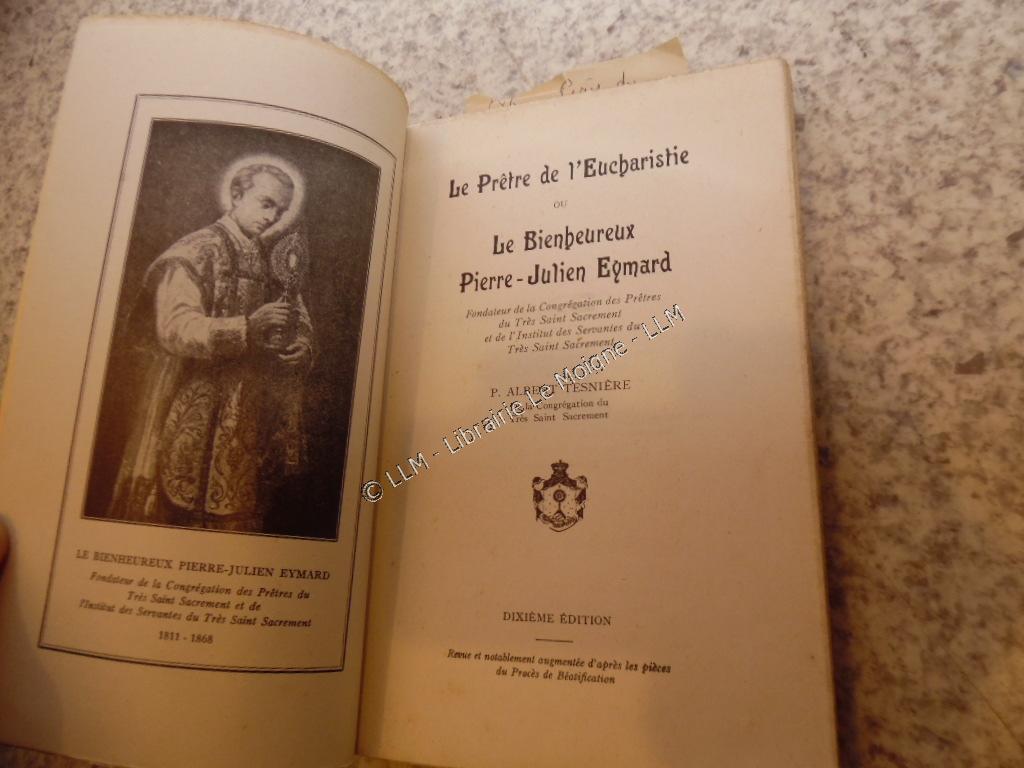 LE BIENHEUREUX PIERRE-JULIEN EYMARD
Fondateur de la Congrégation des Prêtres du
Très Saint Sacrement et de
l'Institut des Servantes du Très Saint Sacrement
1811 - 1868
Le Prêtre de l'Eucharistie
OU
Le Bienheureux
Pierre-Julien Eymard
Fondateur de la Congrégation des Prêtres
du Très Saint Sacrement
et de l'Institut des Servantes du
Très Saint Sacrement
P. ALBERT TESNIÈRE
de la Congrégation du
Très Saint Sacrement
© LLM - Librairie Le Moigne - LLM
DIXIÈME ÉDITION
Revue et notablement augmentée d'après les pièces
du Procès de Béatification